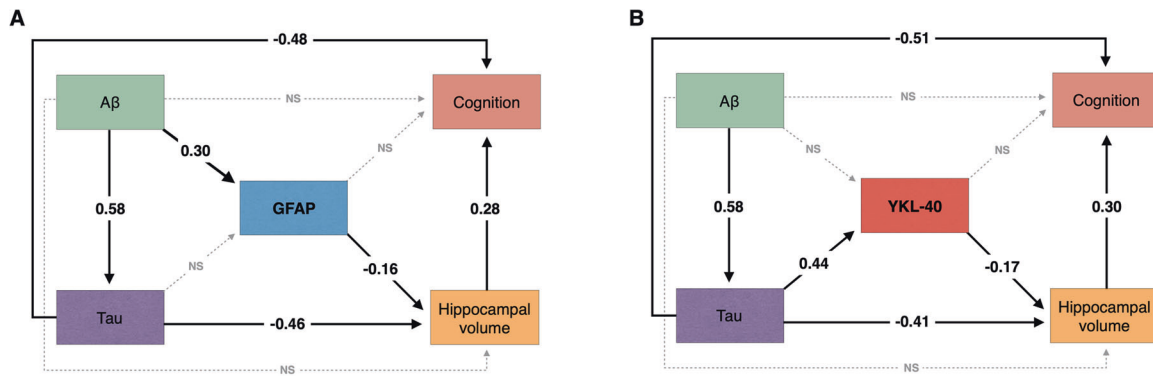 A
-0.48
Aβ
NS
Cognition
0.30
NS
0.58
GFAP
0.28
NS
-0.16
Tau
-0.46
Hippocampal
volume
NS
B
-0.51
Aβ
NS
Cognition
NS
NS
0.58
YKL-40
0.30
0.44
-0.17
Tau
-0.41
Hippocampal
volume
NS